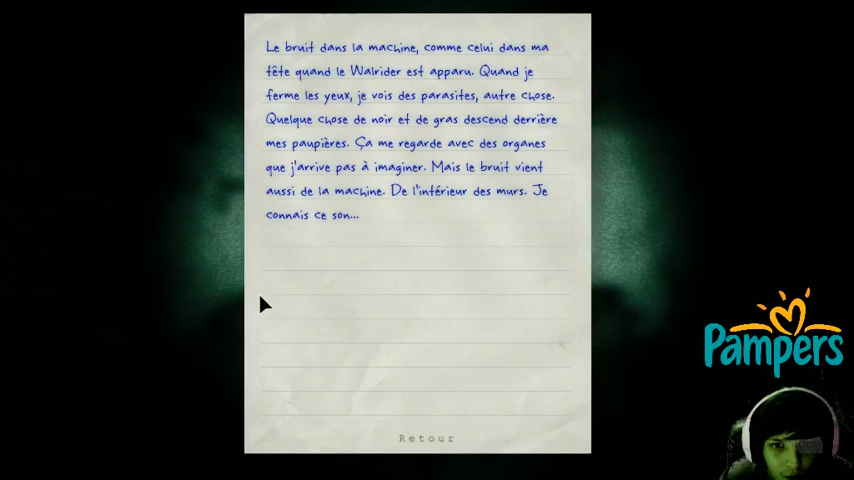 Le bruit dans la machine, comme celui dans ma
tête quand le Walrider est apparu. Quand je
ferme les yeux, je vois des parasites, autre chose.
Quelque chose de noir et de gras descend derrière
mes paupières. Ça me regarde avec des organes
que j'arrive pas à imaginer. Mais le bruit vient
aussi de la machine. De l'intérieur des murs. Je
connais ce son...
Retour
Pampers